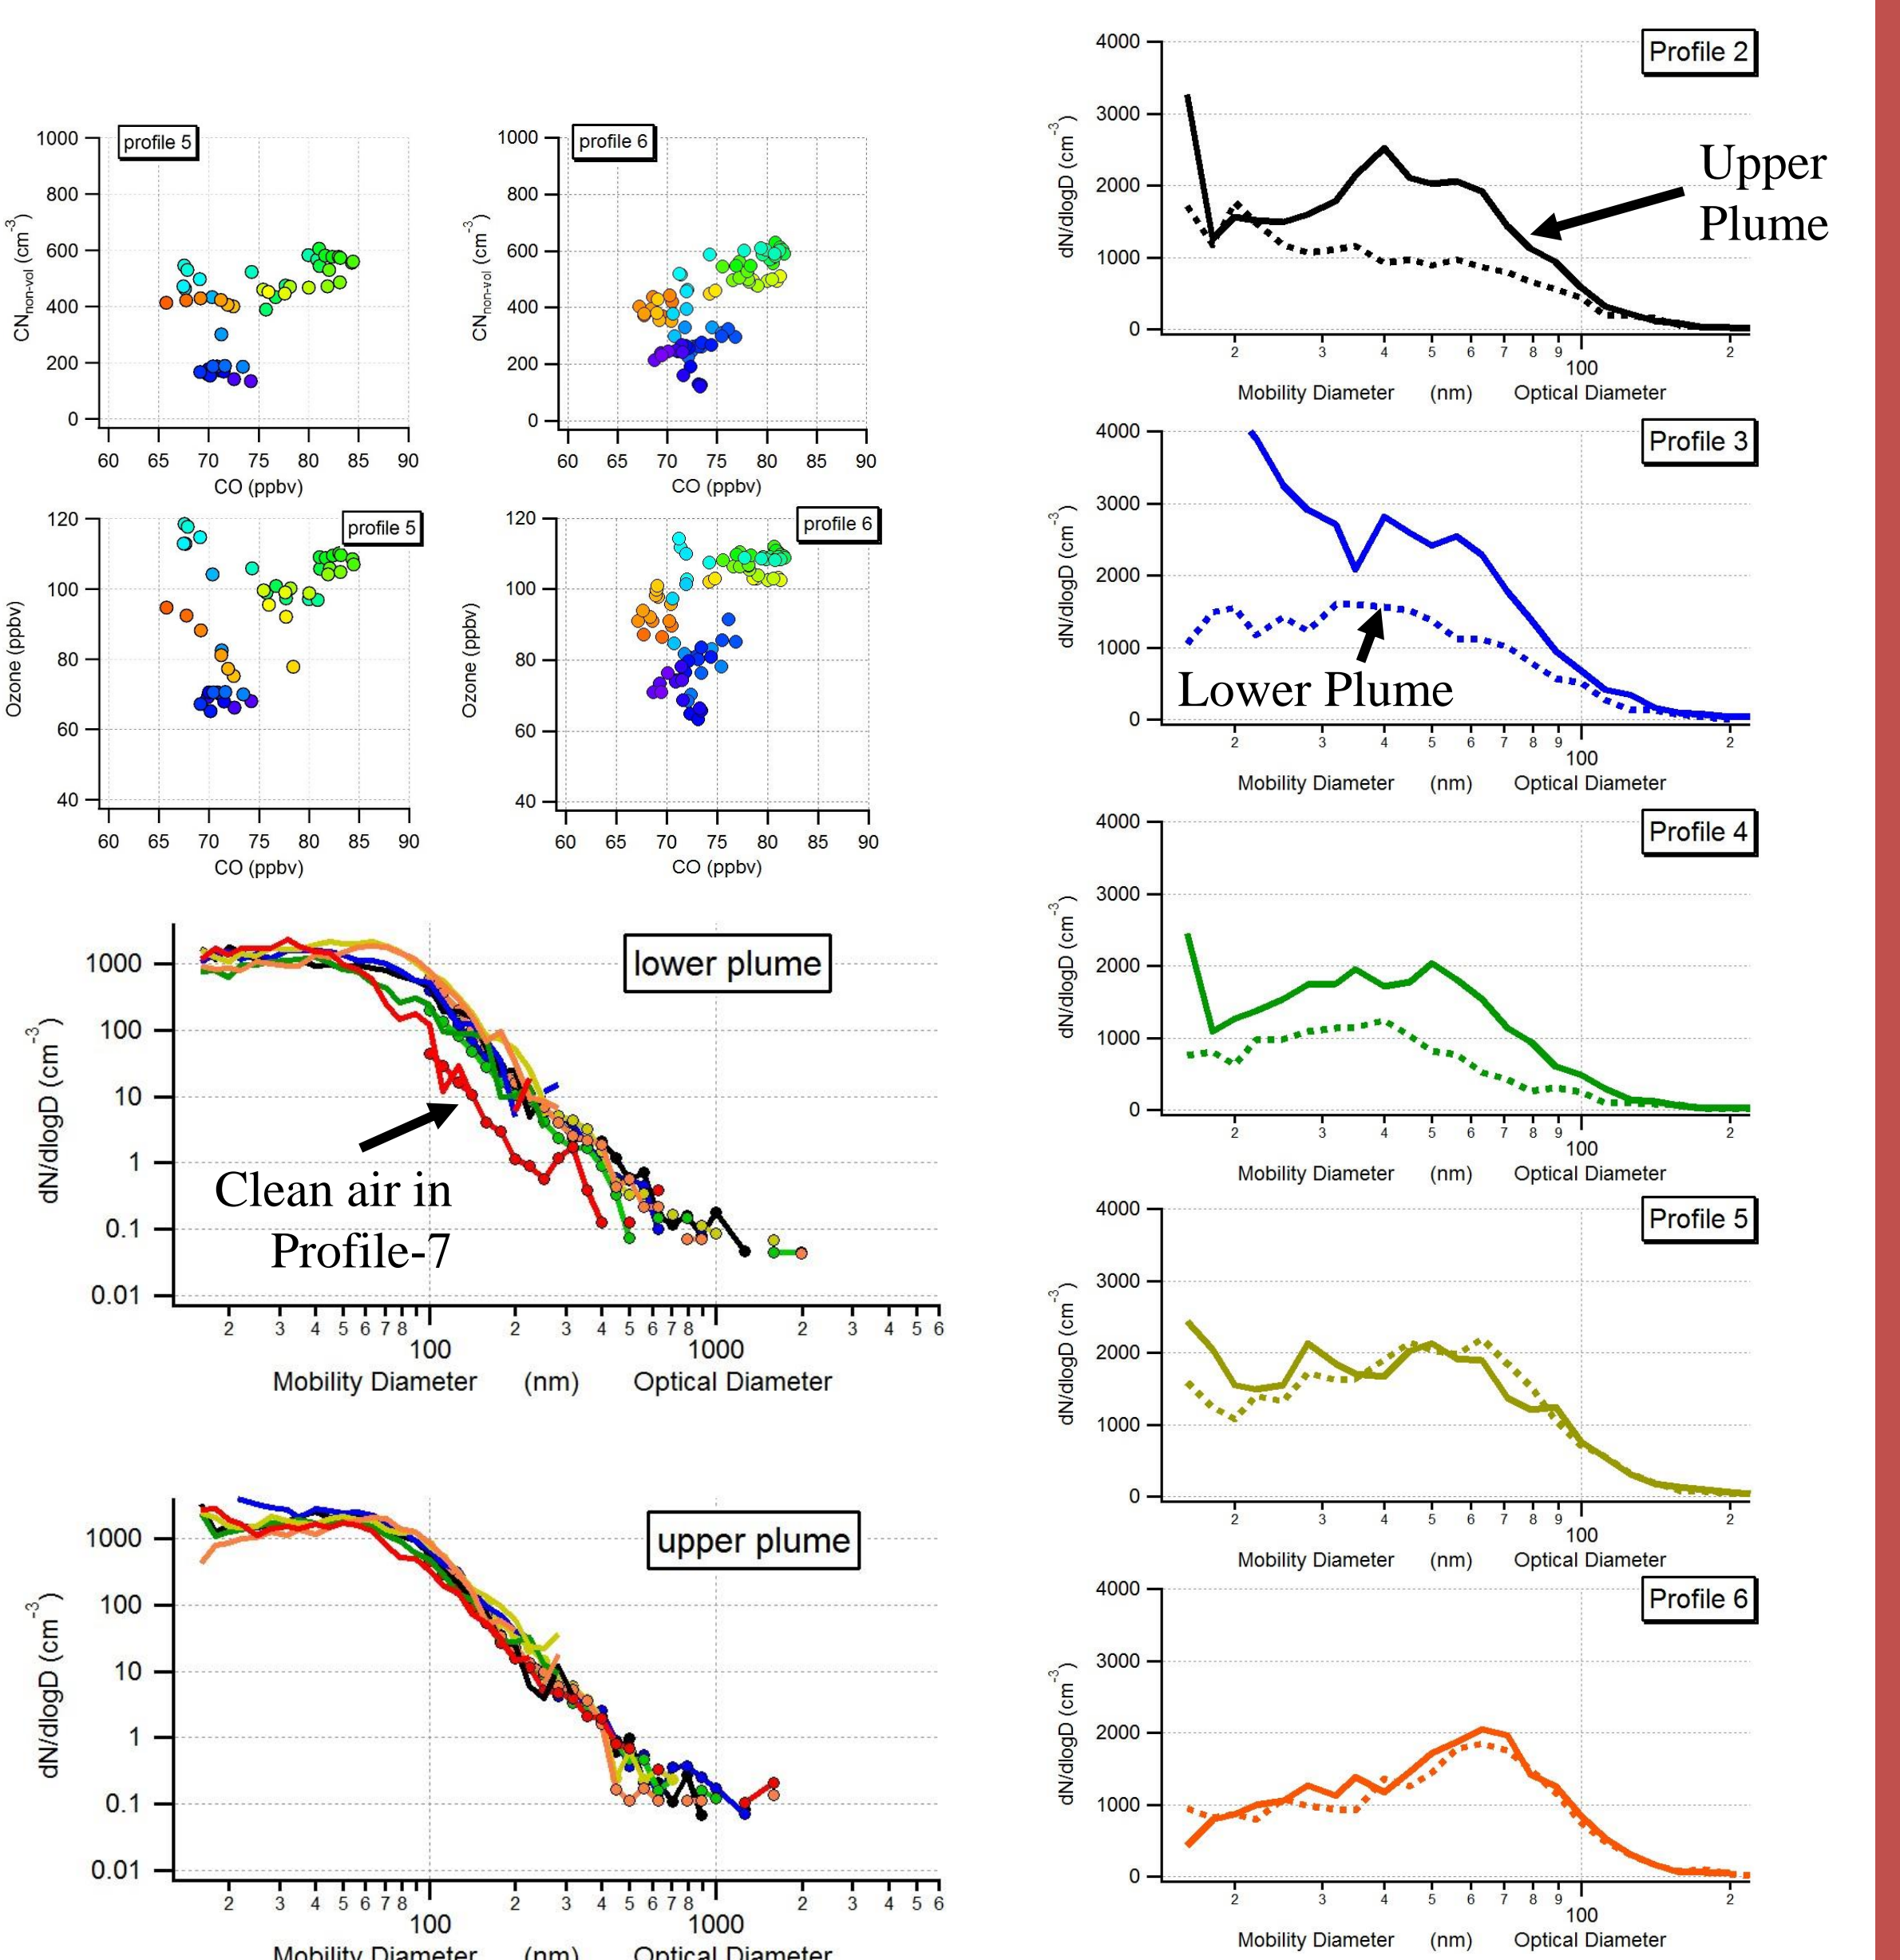 profile 5
1000
800
600
400
200
0
CNnon-vol (cm-3)
60 65 70 75 80 85 90
CO (ppbv)
profile 6
1000
800
600
400
200
0
CNnon-vol (cm-3)
60 65 70 75 80 85 90
CO (ppbv)
profile 5
120
100
80
60
40
Ozone (ppbv)
60 65 70 75 80 85 90
CO (ppbv)
profile 6
120
100
80
60
40
Ozone (ppbv)
60 65 70 75 80 85 90
CO (ppbv)
lower plume
1000
100
10
1
0.1
0.01
dN/dlogD (cm-3)
Clean air in
Profile-7
2 3 4 5 6 7 8 2 3 4 5 6 7 8 2 3 4 5 6
100 1000
Mobility Diameter (nm) Optical Diameter
upper plume
1000
100
10
1
0.1
0.01
dN/dlogD (cm-3)
2 3 4 5 6 7 8 2 3 4 5 6 7 8 2 3 4 5 6
100 1000
Mobility Diameter (nm) Optical Diameter
Profile 2
4000
3000
2000
1000
0
dN/dlogD (cm-3)
Upper
Plume
2 3 4 5 6 7 8 9 2
100
Mobility Diameter (nm) Optical Diameter
Profile 3
4000
3000
2000
1000
0
dN/dlogD (cm-3)
Lower Plume
2 3 4 5 6 7 8 9 2
100
Mobility Diameter (nm) Optical Diameter
Profile 4
4000
3000
2000
1000
0
dN/dlogD (cm-3)
2 3 4 5 6 7 8 9 2
100
Mobility Diameter (nm) Optical Diameter
Profile 5
4000
3000
2000
1000
0
dN/dlogD (cm-3)
2 3 4 5 6 7 8 9 2
100
Mobility Diameter (nm) Optical Diameter
Profile 6
4000
3000
2000
1000
0
dN/dlogD (cm-3)
2 3 4 5 6 7 8 9 2
100
Mobility Diameter (nm) Optical Diameter